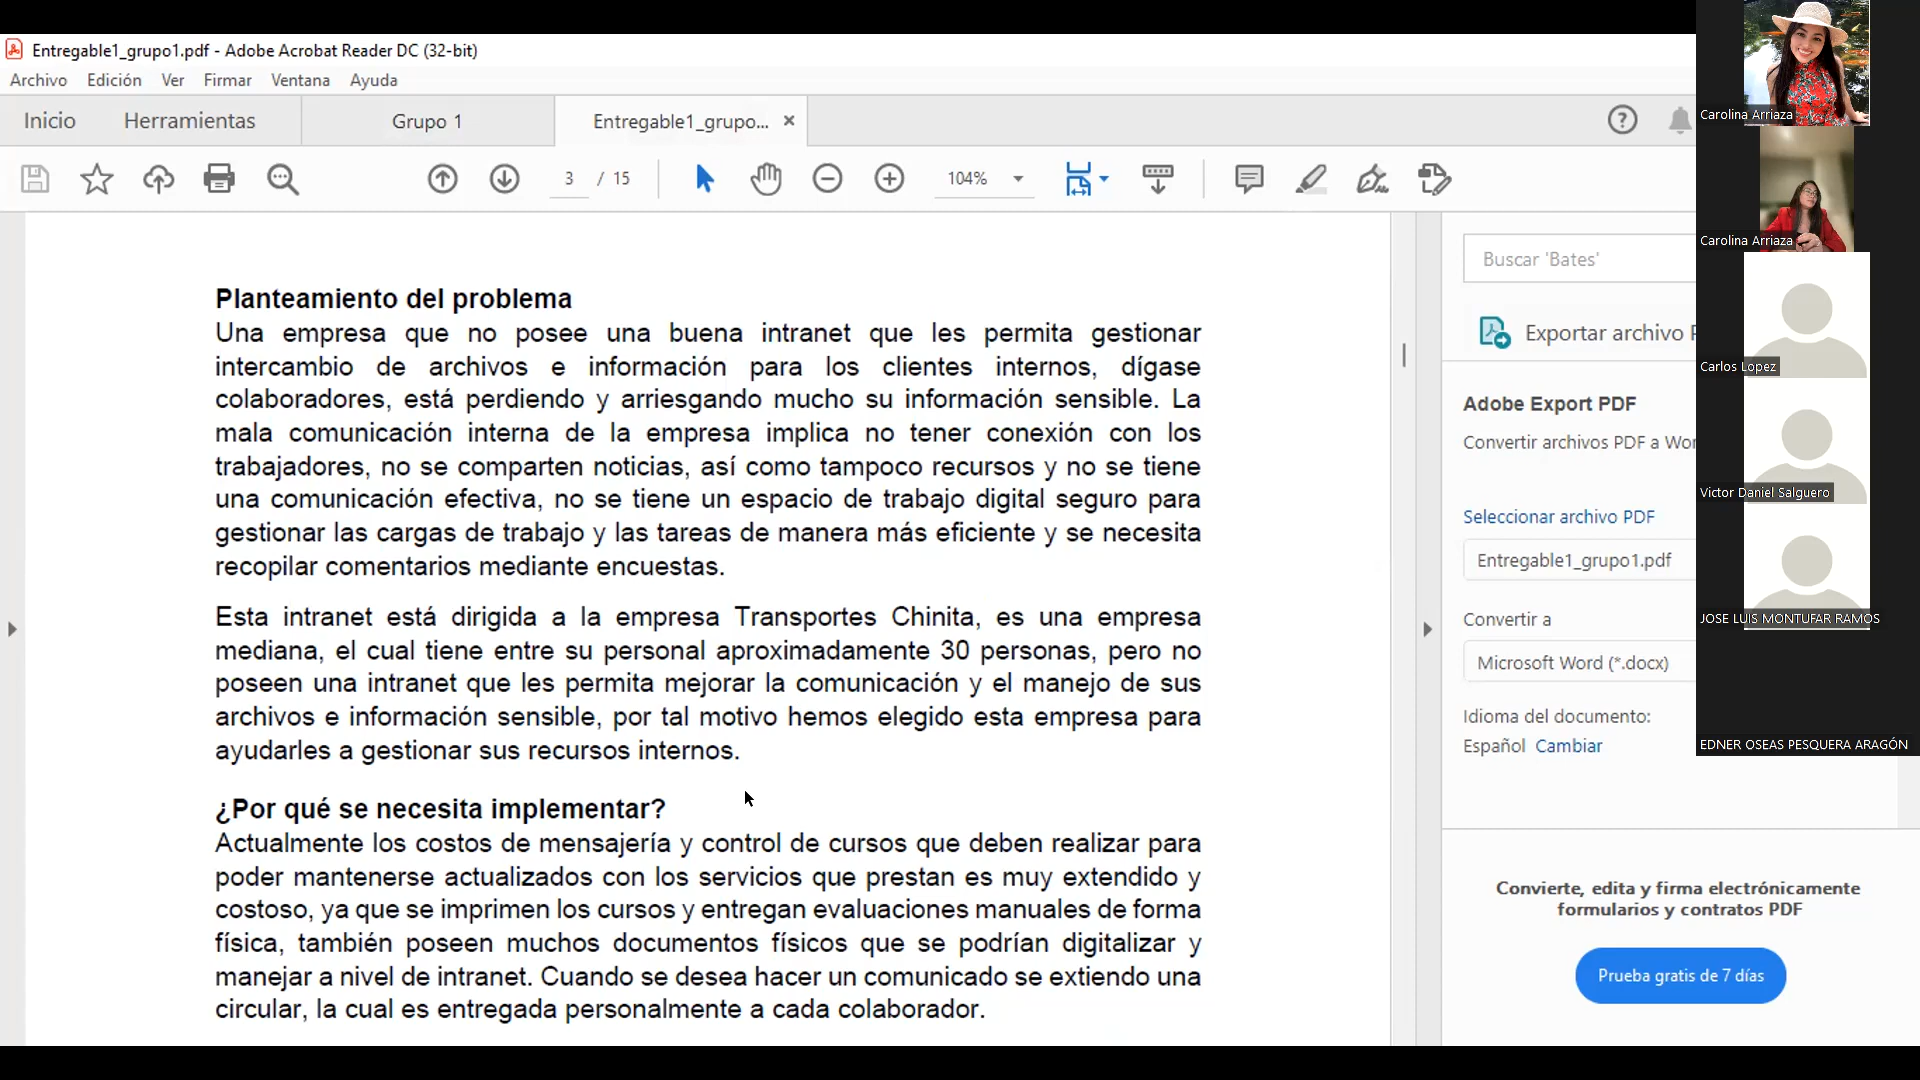 Entregable1_grupo1.pdf - Adobe Acrobat Reader DC (32-bit)
Archivo Edición Ver Firmar Ventana Ayuda
Inicio Herramientas Grupo 1 Entregable1_grupo... ×
3 / 15 104%
Planteamiento del problema
Una empresa que no posee una buena intranet que les permita gestionar
intercambio de archivos e información para los clientes internos, dígase
colaboradores, está perdiendo y arriesgando mucho su información sensible. La
mala comunicación interna de la empresa implica no tener conexión con los
trabajadores, no se comparten noticias, así como tampoco recursos y no se tiene
una comunicación efectiva, no se tiene un espacio de trabajo digital seguro para
gestionar las cargas de trabajo y las tareas de manera más eficiente y se necesita
recopilar comentarios mediante encuestas.
Esta intranet está dirigida a la empresa Transportes Chinita, es una empresa
mediana, el cual tiene entre su personal aproximadamente 30 personas, pero no
poseen una intranet que les permita mejorar la comunicación y el manejo de sus
archivos e información sensible, por tal motivo hemos elegido esta empresa para
ayudarles a gestionar sus recursos internos.
¿Por qué se necesita implementar?
Actualmente los costos de mensajería y control de cursos que deben realizar para
poder mantenerse actualizados con los servicios que prestan es muy extendido y
costoso, ya que se imprimen los cursos y entregan evaluaciones manuales de forma
física, también poseen muchos documentos físicos que se podrían digitalizar y
manejar a nivel de intranet. Cuando se desea hacer un comunicado se extiendo una
circular, la cual es entregada personalmente a cada colaborador.
Buscar 'Bates'
Exportar archivo P
Adobe Export PDF
Convertir archivos PDF a Wor
Seleccionar archivo PDF
Entregable1_grupo1.pdf
Convertir a
Microsoft Word (*.docx)
Idioma del documento:
Español Cambiar
Convierte, edita y firma electrónicamente
formularios y contratos PDF
Prueba gratis de 7 días
Carolina Arriaza
Carolina Arriaza
Carlos Lopez
Victor Daniel Salguero
JOSE LUIS MONTUFAR RAMOS
EDNER OSEAS PESQUERA ARAGÓN